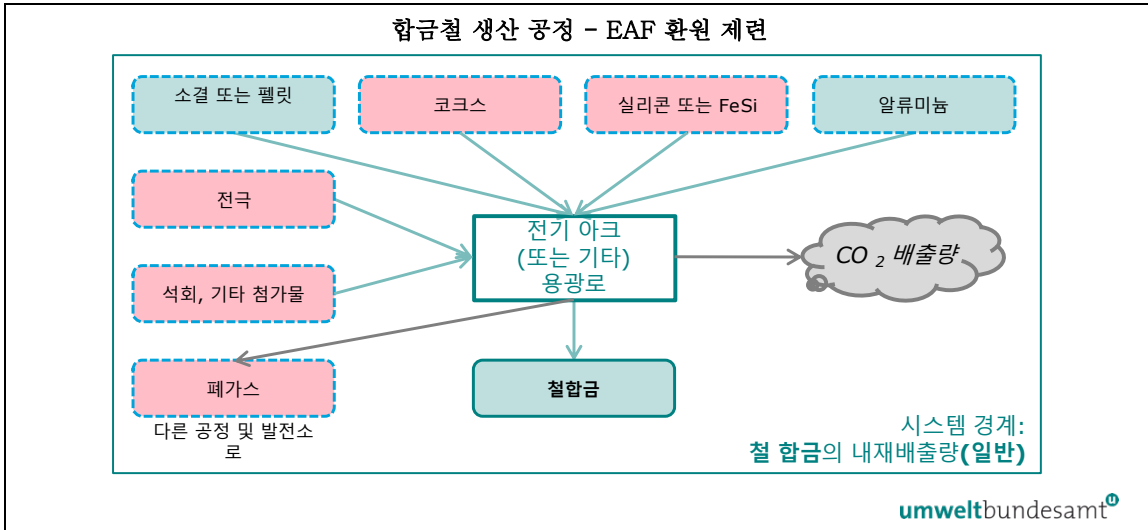 합금철 생산 공정 – EAF 환원 제련
소결 또는 펠릿
코크스
실리콘 또는 FeSi
알류미늄
전극
전기 아크
(또는 기타)
용광로
CO 2 배출량
석회, 기타 첨가물
폐가스
다른 공정 및 발전소
로
철합금
시스템 경계:
철 합금의 내재배출량(일반)
umweltbundesamt u